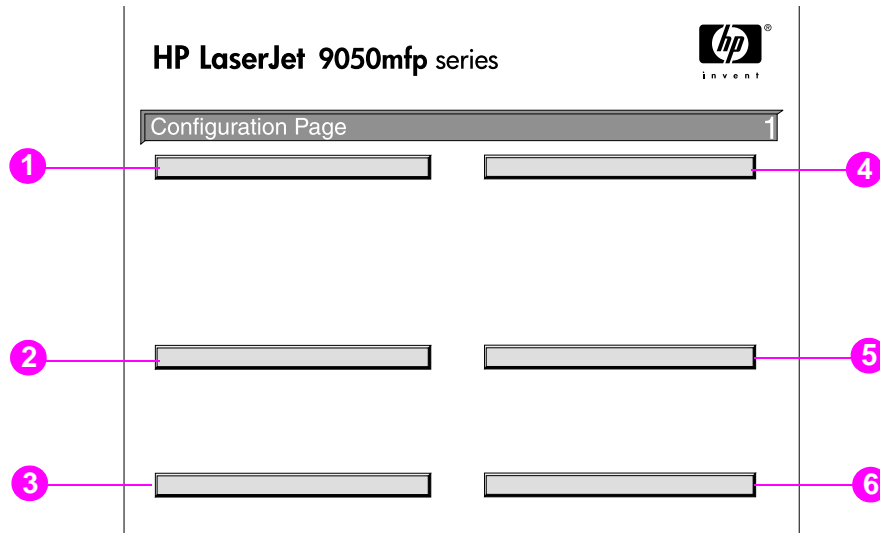 HP LaserJet 9050mfp series
hp ®
invent
Configuration Page 1
1
4
2
5
3
6